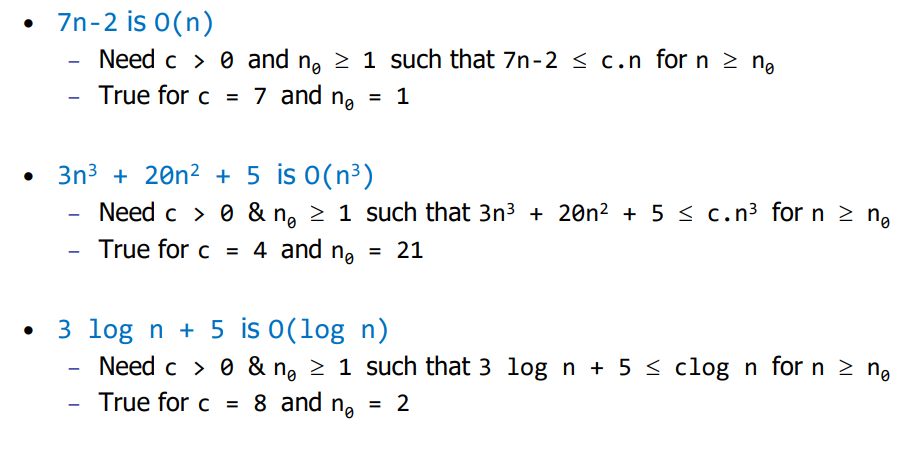 • 7n-2 is O(n)
– Need c > 0 and n₀ ≥ 1 such that 7n-2 ≤ c.n for n ≥ n₀
– True for c = 7 and n₀ = 1
• 3n³ + 20n² + 5 is O(n³)
– Need c > 0 & n₀ ≥ 1 such that 3n³ + 20n² + 5 ≤ c.n³ for n ≥ n₀
– True for c = 4 and n₀ = 21
• 3 log n + 5 is O(log n)
– Need c > 0 & n₀ ≥ 1 such that 3 log n + 5 ≤ clog n for n ≥ n₀
– True for c = 8 and n₀ = 2